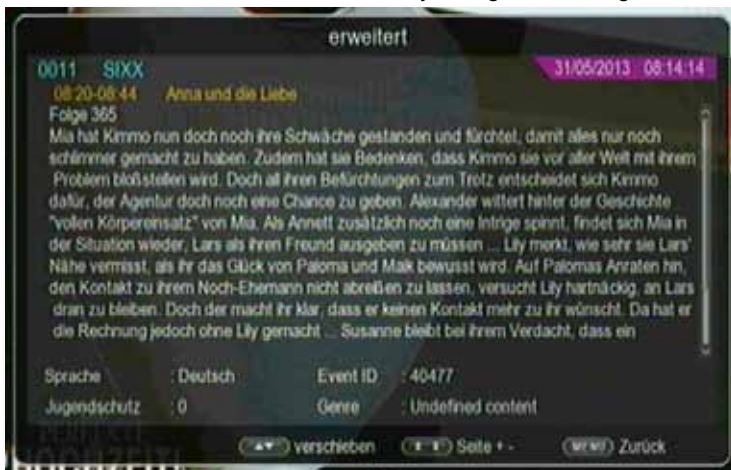 erweitert
0011 SIXX 31/05/2013 08:14:14
08:20-08:44 Anna und die Liebe
Folge 365
Mia hat Kimmo nun doch noch ihre Schwäche gestanden und fürchtet, damit alles nur noch
schlimmer gemacht zu haben. Zudem hat sie Bedenken, dass Kimmo sie vor aller Welt mit ihrem
Problem bloßstellen wird. Doch all ihren Befürchtungen zum Trotz entscheidet sich Kimmo
dafür, der Agentur doch noch eine Chance zu geben. Alexander wittert hinter der Geschichte
"vollen Körpereinsatz" von Mia. Als Annett zusätzlich noch eine Intrige spinnt, findet sich Mia in
der Situation wieder, Lars als ihren Freund ausgeben zu müssen ... Lily merkt, wie sehr sie Lars'
Nähe vermisst, als ihr das Glück von Paloma und Maik bewusst wird. Auf Palomas Anraten hin,
den Kontakt zu ihrem Noch-Ehemann nicht abreißen zu lassen, versucht Lily hartnäckig, an Lars
dran zu bleiben. Doch der macht ihr klar, dass er keinen Kontakt mehr zu ihr wünscht. Da hat er
die Rechnung jedoch ohne Lily gemacht ... Susanne bleibt bei ihrem Verdacht, dass ein
Sprache : Deutsch Event ID : 40477
Jugendschutz : 0 Genre : Undefined content
verschieben Seite + - MENU Zurück